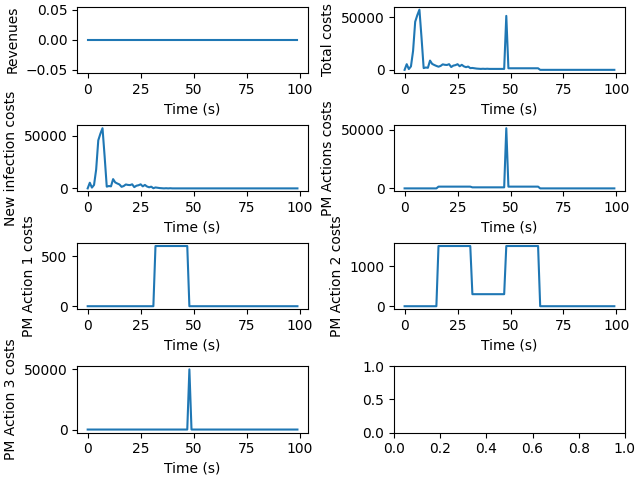 Revenues
0.05
0.00
−0.05
0 25 50 75 100
Time (s)
Total costs
50000
0
0 25 50 75 100
Time (s)
New infection costs
50000
0
0 25 50 75 100
Time (s)
PM Actions costs
50000
0
0 25 50 75 100
Time (s)
PM Action 1 costs
500
0
0 25 50 75 100
Time (s)
PM Action 2 costs
1000
0
0 25 50 75 100
Time (s)
PM Action 3 costs
50000
0
0 25 50 75 100
Time (s)
1.0
0.5
0.0
0.0 0.2 0.4 0.6 0.8 1.0